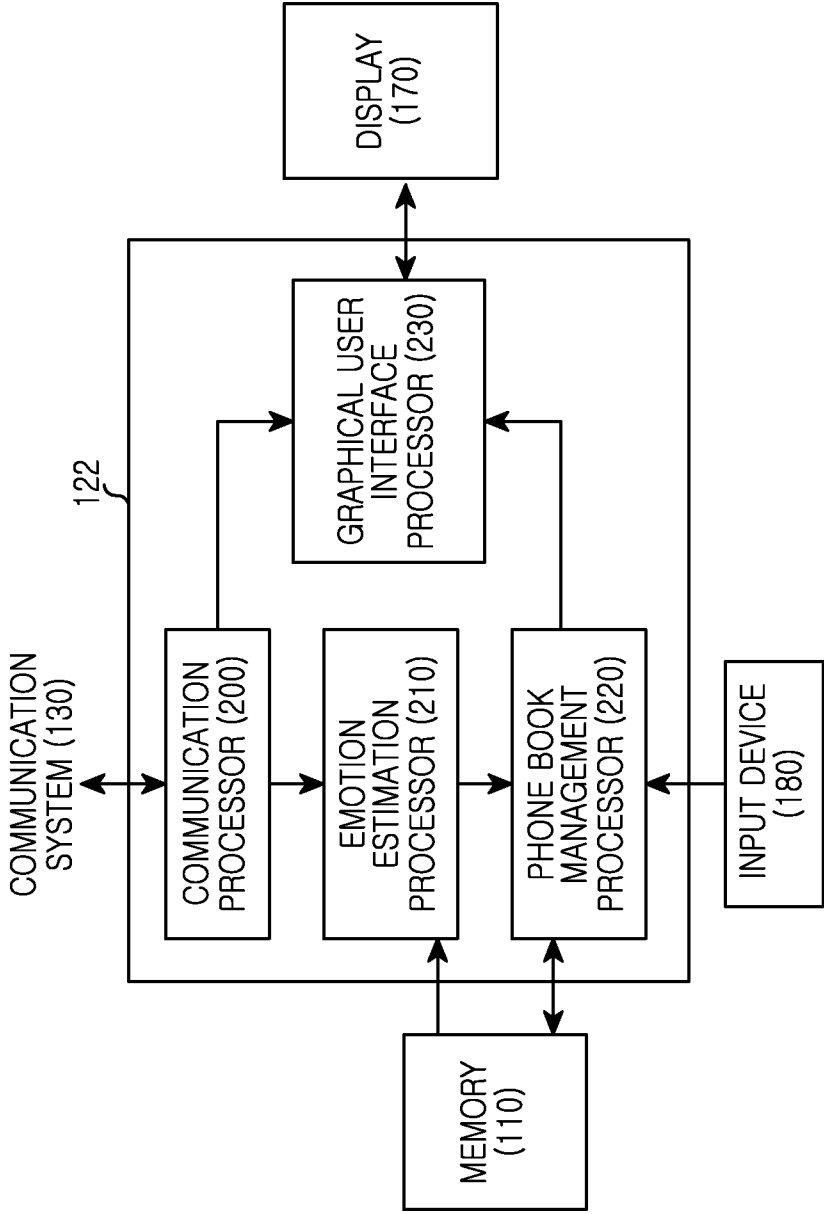 COMMUNICATION
SYSTEM (130)
122
COMMUNICATION
PROCESSOR (200)
EMOTION
ESTIMATION
PROCESSOR (210)
PHONE BOOK
MANAGEMENT
PROCESSOR (220)
GRAPHICAL USER
INTERFACE
PROCESSOR (230)
DISPLAY
(170)
MEMORY
(110)
INPUT DEVICE
(180)